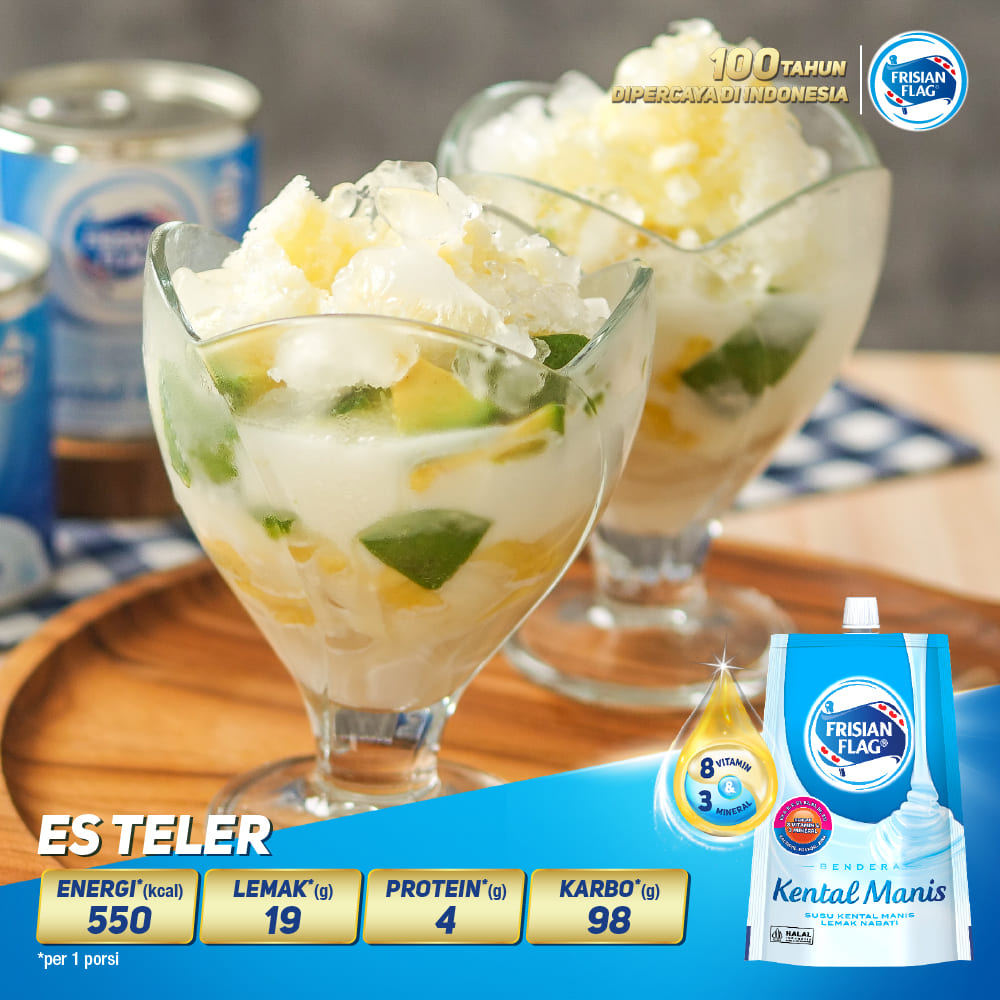 100 TAHUN
DIPERCAYA DI INDONESIA
FRISIAN
FLAG
ES TELER
ENERGI* (kcal)
550
LEMAK* (g)
19
PROTEIN* (g)
4
KARBO* (g)
98
*per 1 porsi
8 VITAMIN
&
3 MINERAL
FRISIAN
FLAG®
BENDERA
Kental Manis
SUSU KENTAL MANIS
LEMAK NABATI
HALAL
INDONESIA